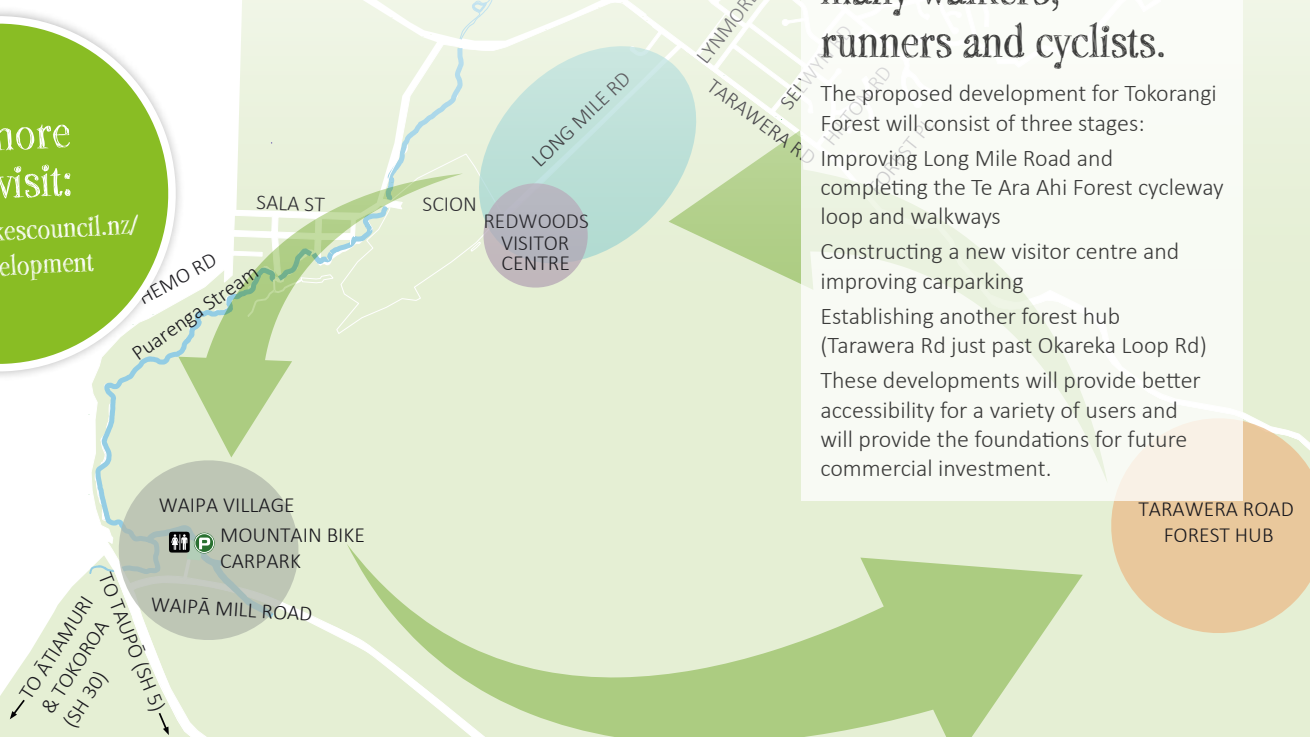 runners and cyclists.
The proposed development for Tokorangi
Forest will consist of three stages:
Improving Long Mile Road and
completing the Te Ara Ahi Forest cycleway
loop and walkways
Constructing a new visitor centre and
improving carparking
Establishing another forest hub
(Tarawera Rd just past Okareka Loop Rd)
These developments will provide better
accessibility for a variety of users and
will provide the foundations for future
commercial investment.
visit:
LONG MILE RD
TARAWERA RD
SALA ST
SCION
REDWOODS
VISITOR
CENTRE
HEMO RD
Puarenga Stream
WAIPA VILLAGE
P
MOUNTAIN BIKE
CARPARK
WAIPĀ MILL ROAD
TO ĀTIAMURI
& TOKOROA
(SH 30)
TO TAUPŌ (SH 5)
TARAWERA ROAD
FOREST HUB